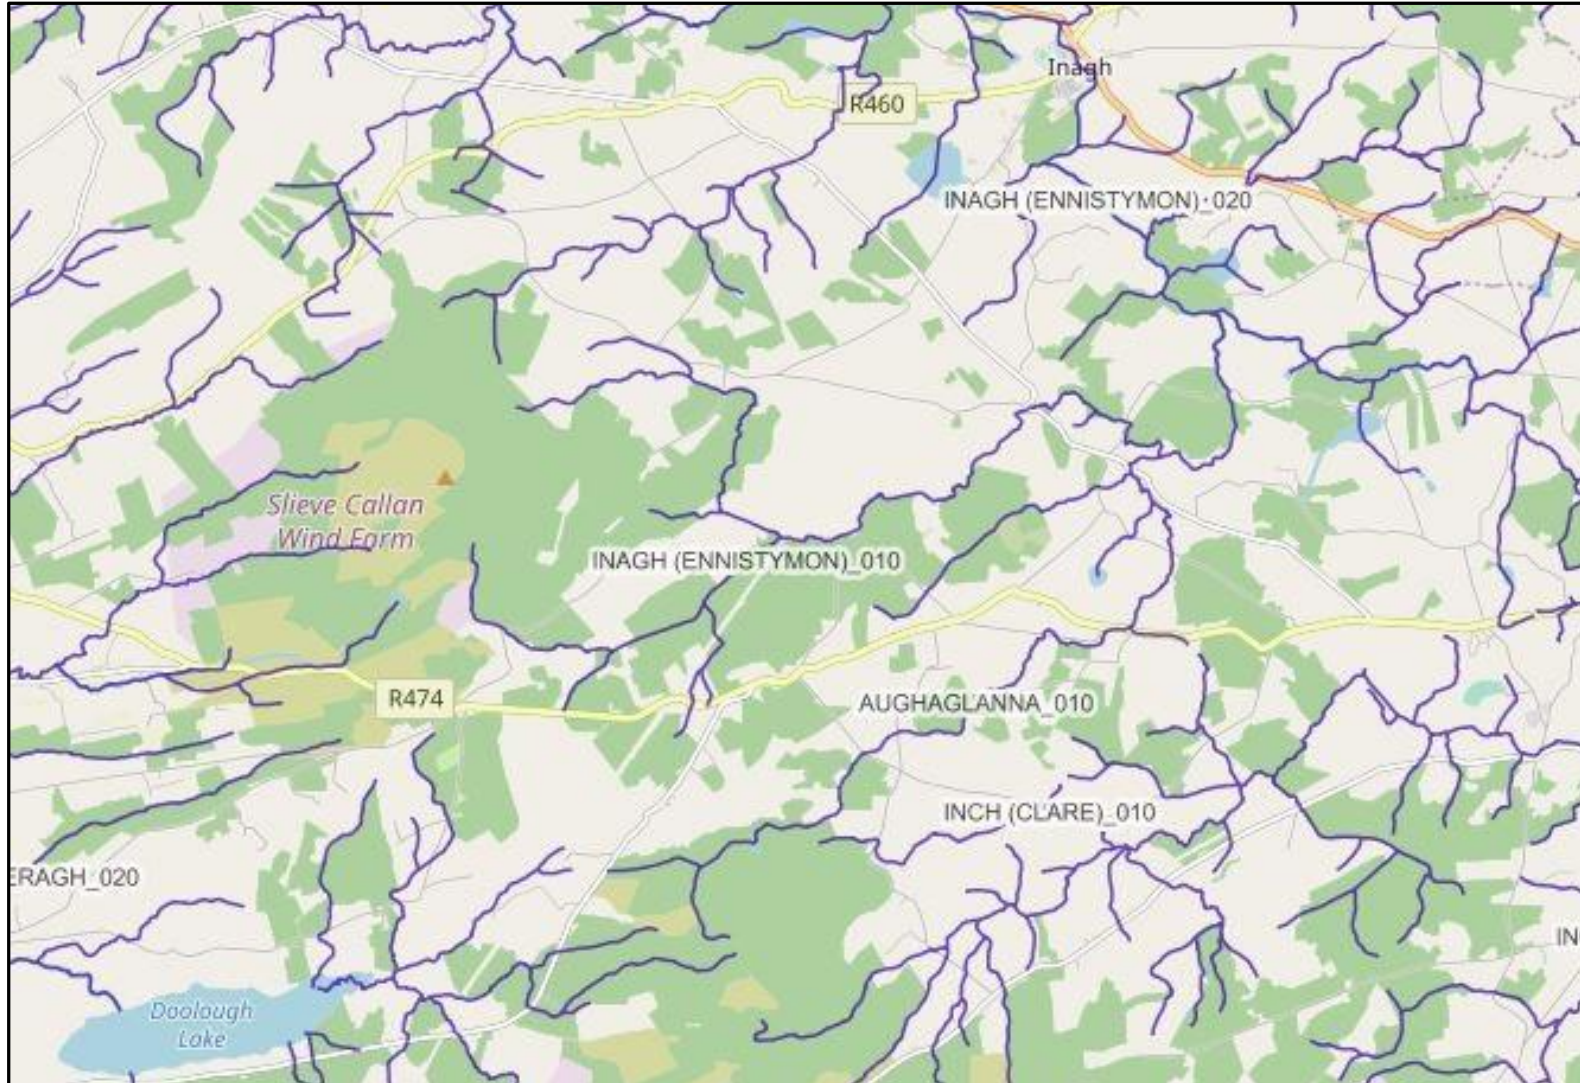 Inagh
R460
INAGH (ENNISTYMON)_020
Slieve Callan
Wind Farm
INAGH (ENNISTYMON)_010
R474
AUGHAGLANNA_010
INCH (CLARE)_010
ERAGH_020
IN
Doolough
Lake